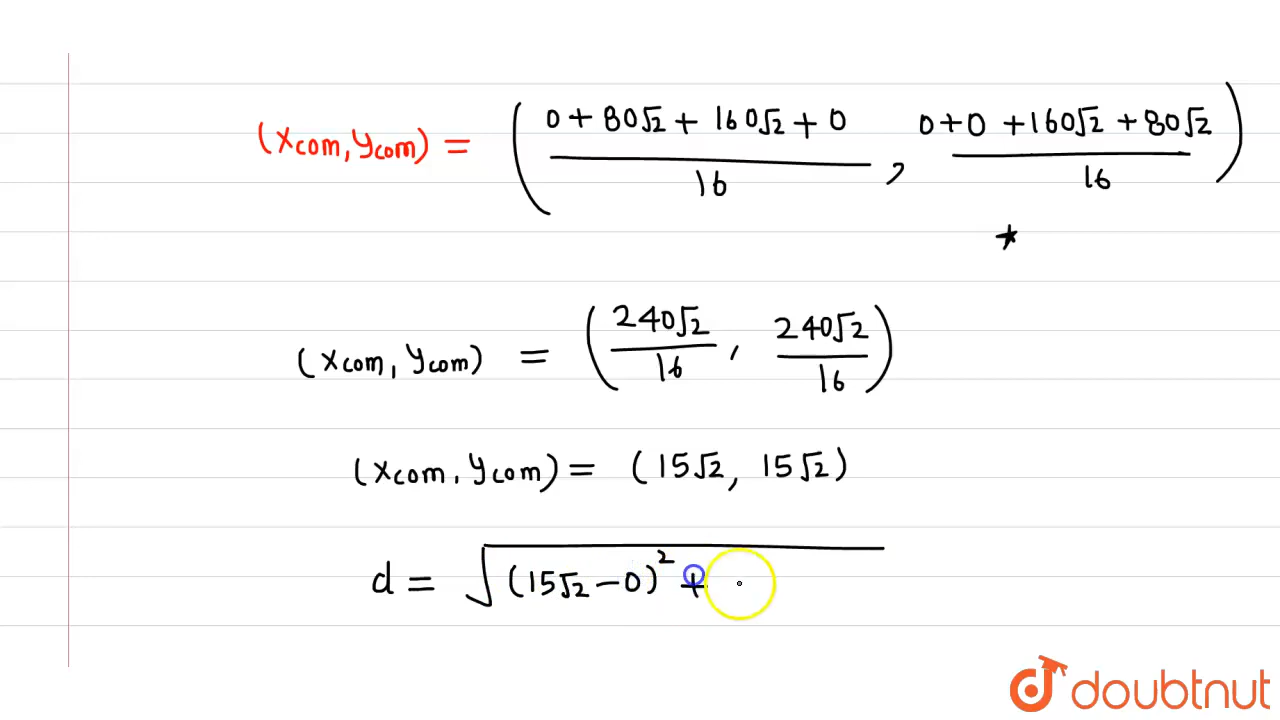 (xcom, ycom) = ( (0 + 80√2 + 160√2 + 0)/16 , (0 + 0 + 160√2 + 80√2)/16 )
*
(xcom, ycom) = ( 240√2/16 , 240√2/16 )
(xcom, ycom) = (15√2, 15√2)
d = √(15√2 − 0)² +
doubtnut